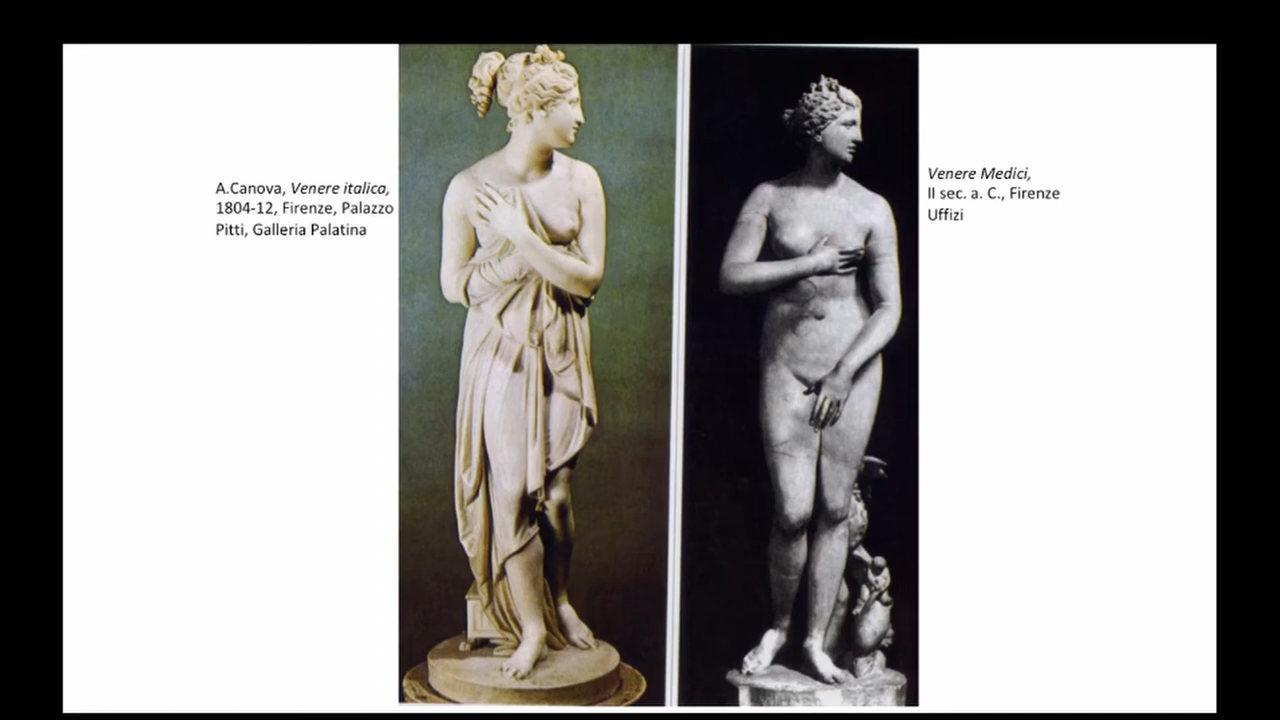 A.Canova, Venere italica,
1804-12, Firenze, Palazzo
Pitti, Galleria Palatina
Venere Medici,
II sec. a. C., Firenze
Uffizi